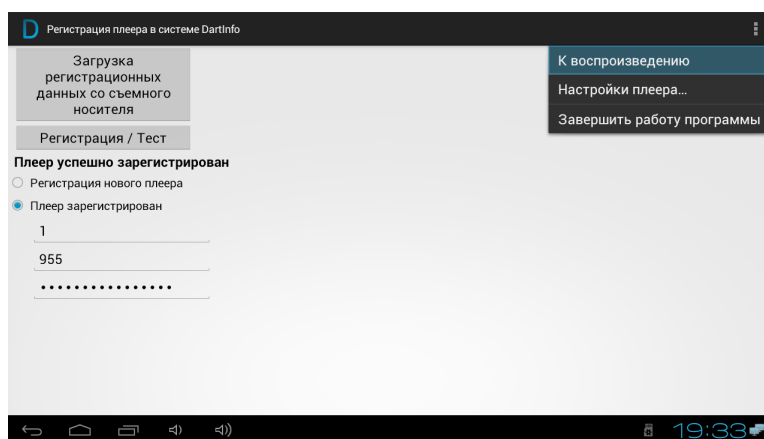 Регистрация плеера в системе DartInfo
Загрузка
регистрационных
данных со съемного
носителя
Регистрация / Тест
Плеер успешно зарегистрирован
Регистрация нового плеера
Плеер зарегистрирован
1
955
К воспроизведению
Настройки плеера...
Завершить работу программы
19:33